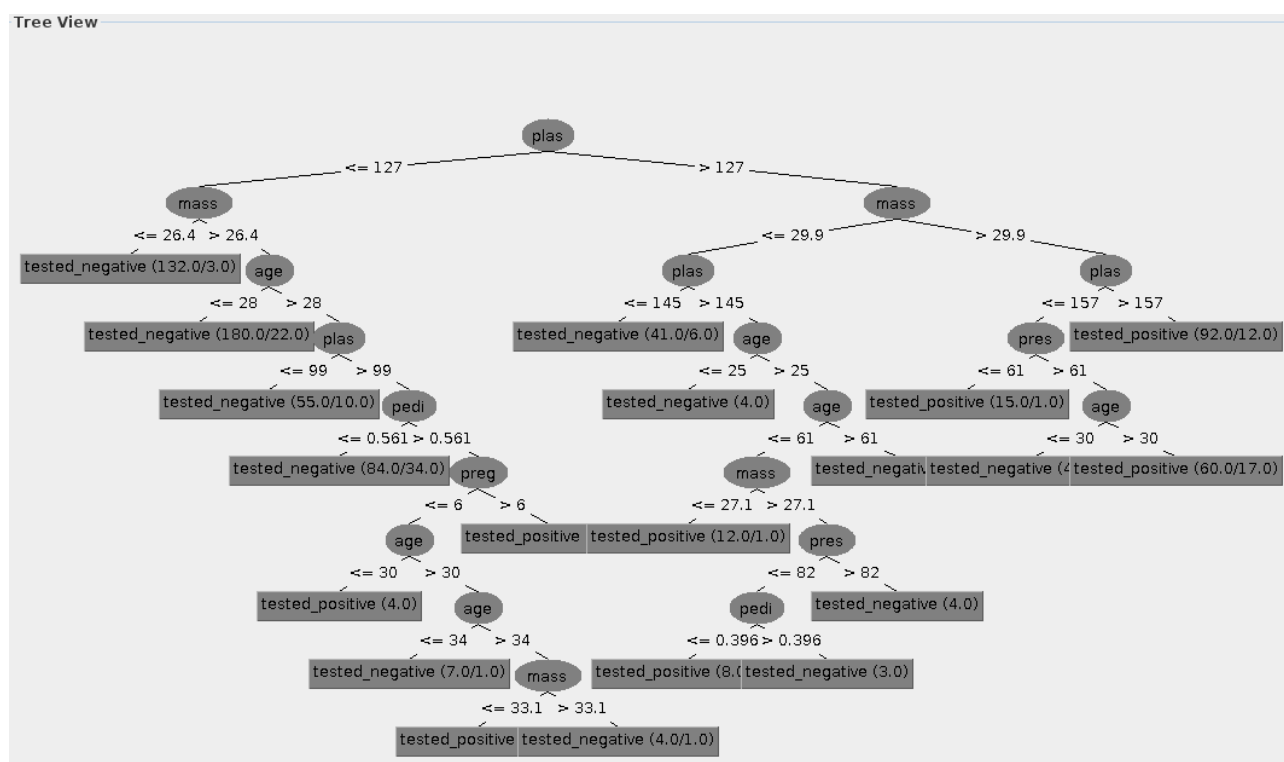 Tree View
plas
<= 127 > 127
mass mass
<= 26.4 > 26.4 <= 29.9 > 29.9
tested_negative (132.0/3.0) age plas plas
<= 28 > 28 <= 145 > 145 <= 157 > 157
tested_negative (180.0/22.0) plas tested_negative (41.0/6.0) age pres tested_positive (92.0/12.0)
<= 99 > 99 <= 25 > 25 <= 61 > 61
tested_negative (55.0/10.0) pedi tested_negative (4.0) age tested_positive (15.0/1.0) age
<= 0.561 > 0.561 <= 61 > 61 <= 30 > 30
tested_negative (84.0/34.0) preg mass tested_negative (4 tested_positive (60.0/17.0)
<= 6 > 6 <= 27.1 > 27.1
age tested_positive tested_positive (12.0/1.0) pres
<= 30 > 30 <= 82 > 82
tested_positive (4.0) age pedi tested_negative (4.0)
<= 34 > 34 <= 0.396 > 0.396
tested_negative (7.0/1.0) mass tested_positive (8. tested_negative (3.0)
<= 33.1 > 33.1
tested_positive tested_negative (4.0/1.0)